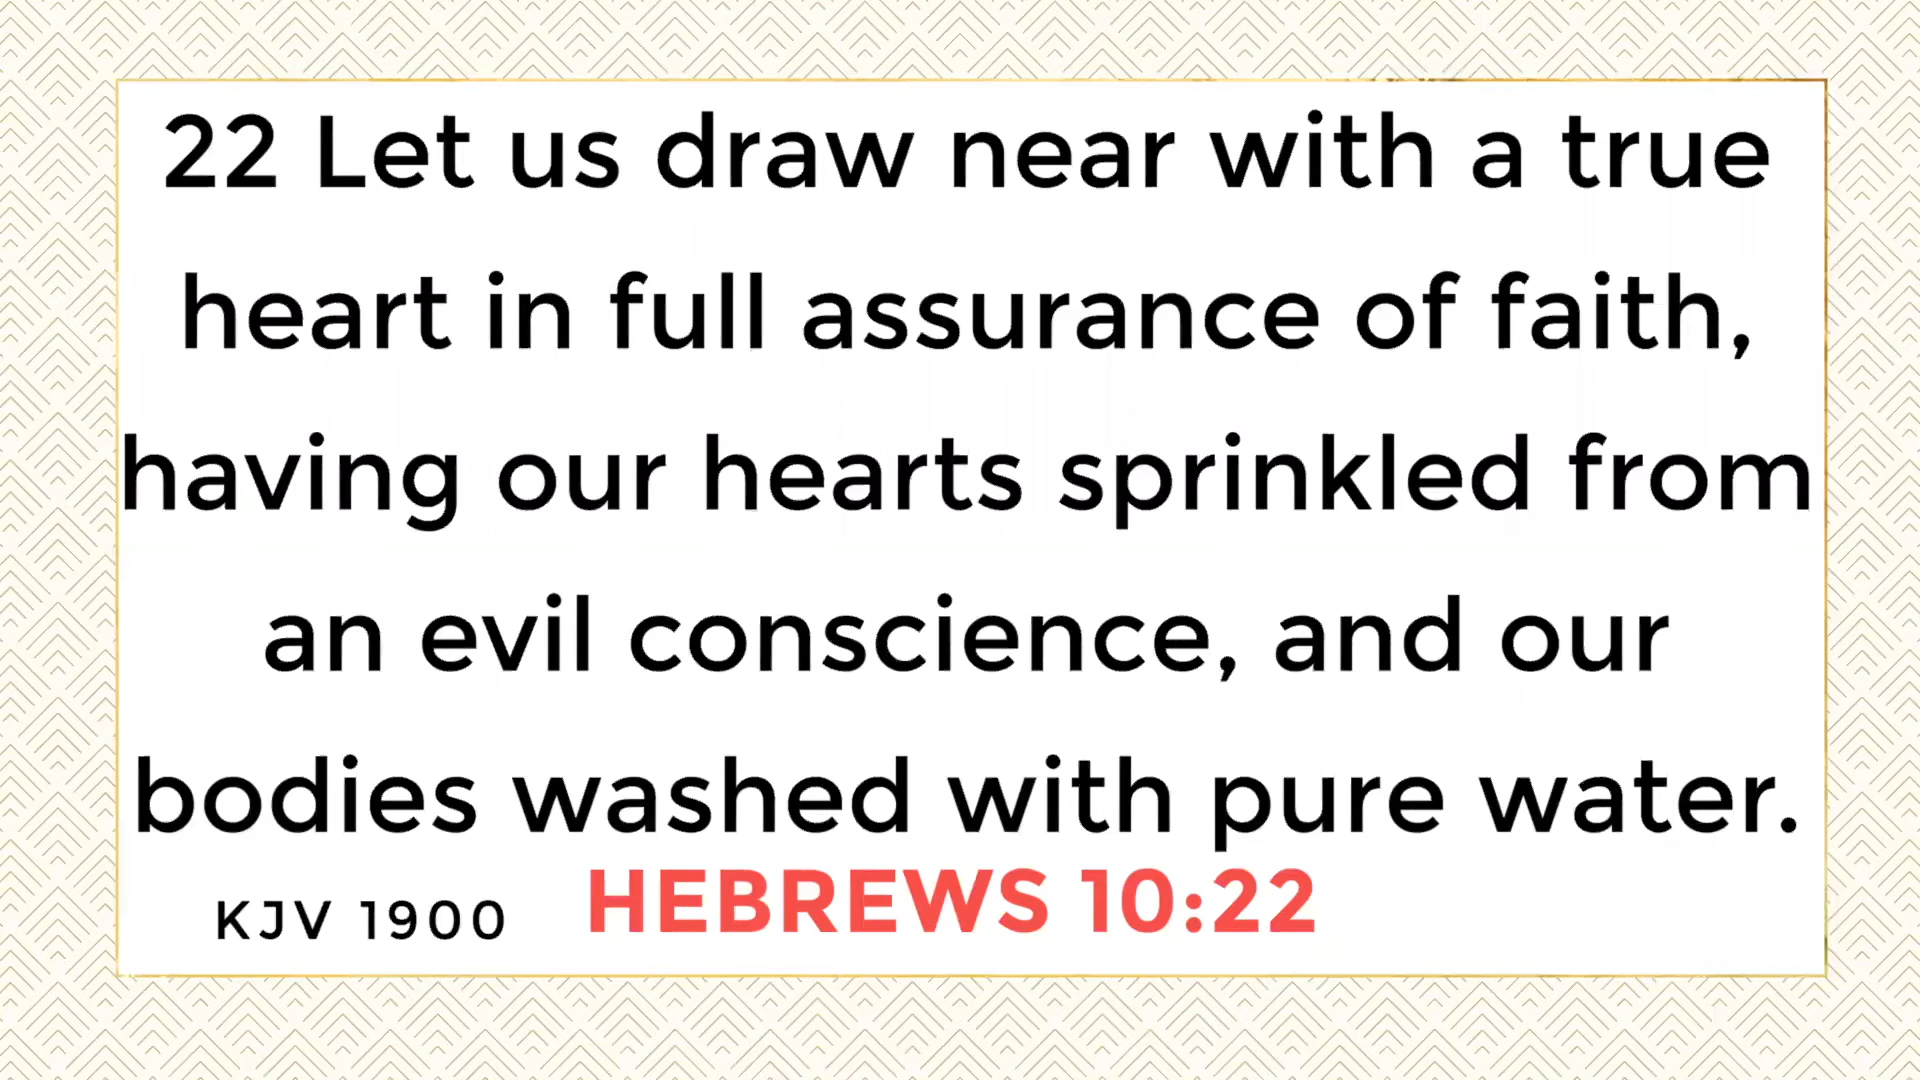 22 Let us draw near with a true
heart in full assurance of faith,
having our hearts sprinkled from
an evil conscience, and our
bodies washed with pure water.
KJV 1900 HEBREWS 10:22